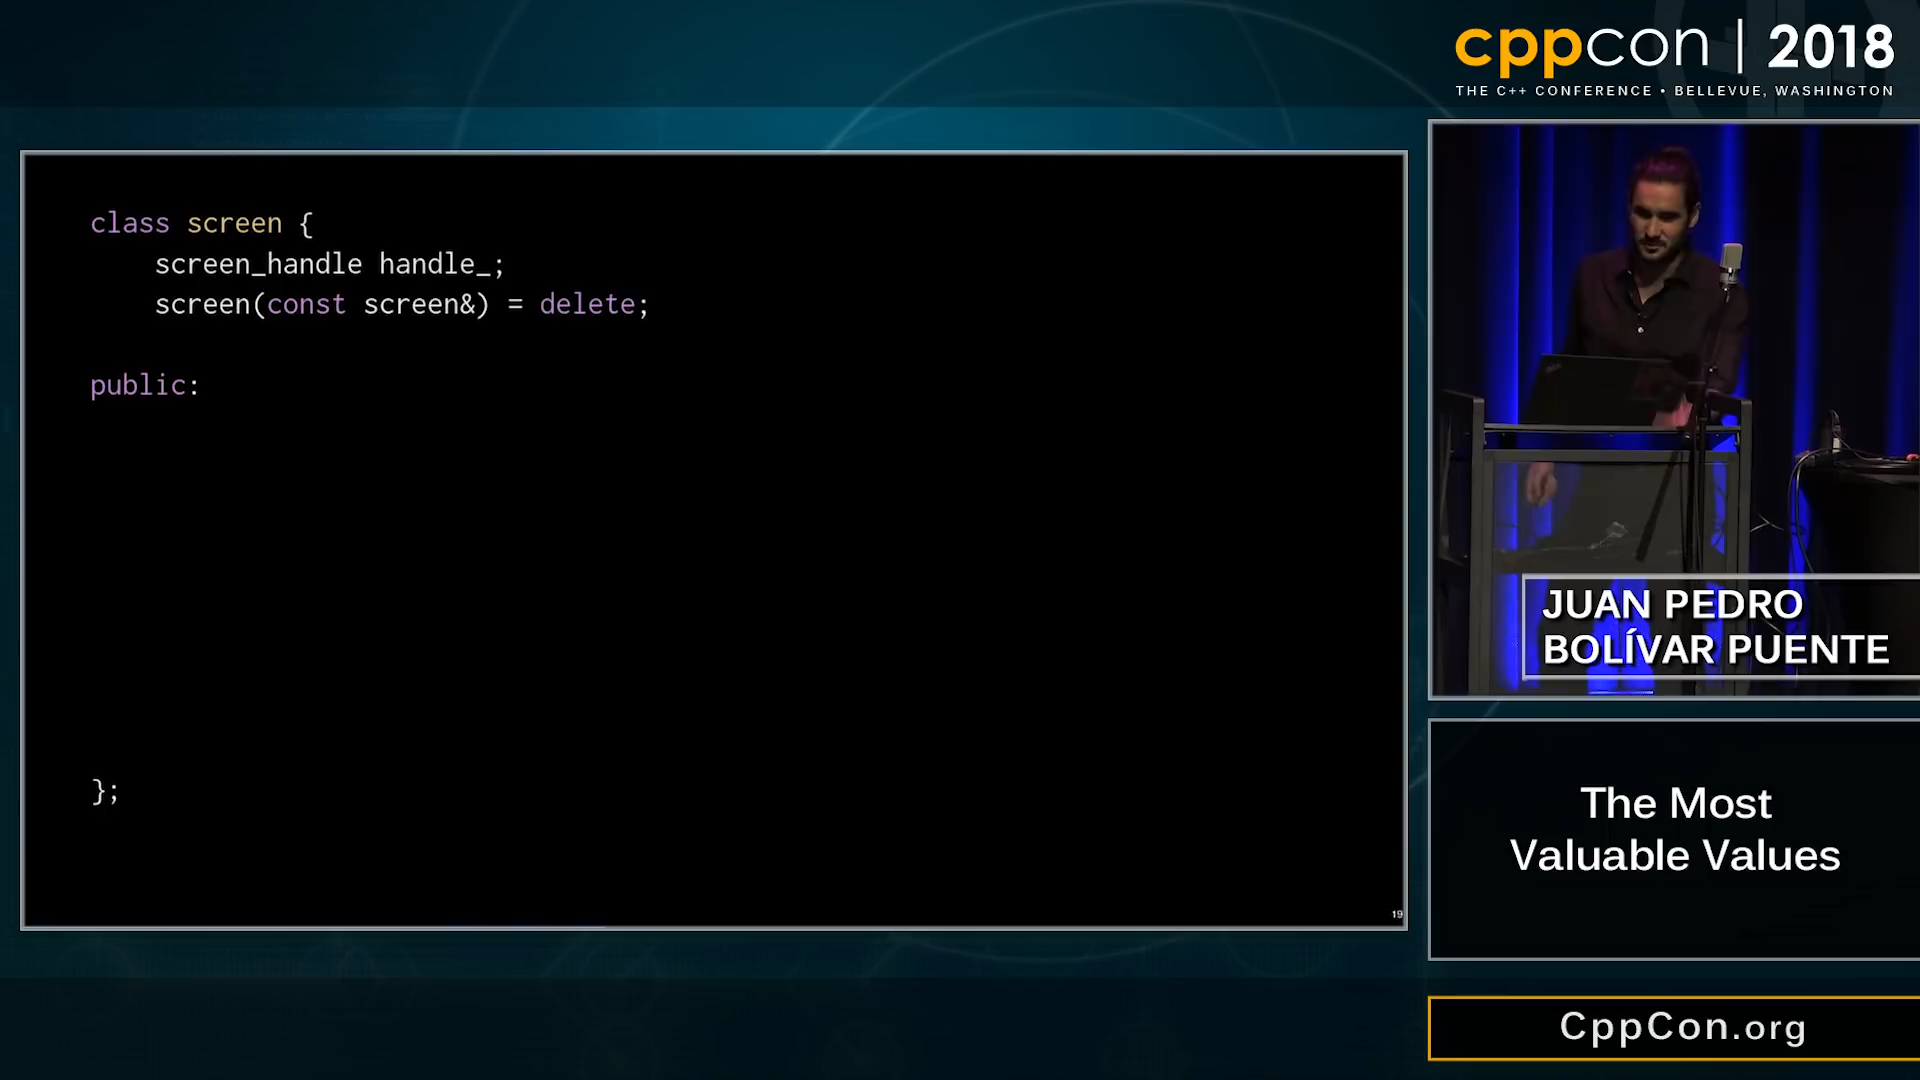 cppcon | 2018
THE C++ CONFERENCE • BELLEVUE, WASHINGTON
class screen {
screen_handle handle_;
screen(const screen&) = delete;
public:
};
19
JUAN PEDRO
BOLÍVAR PUENTE
The Most
Valuable Values
CppCon.org